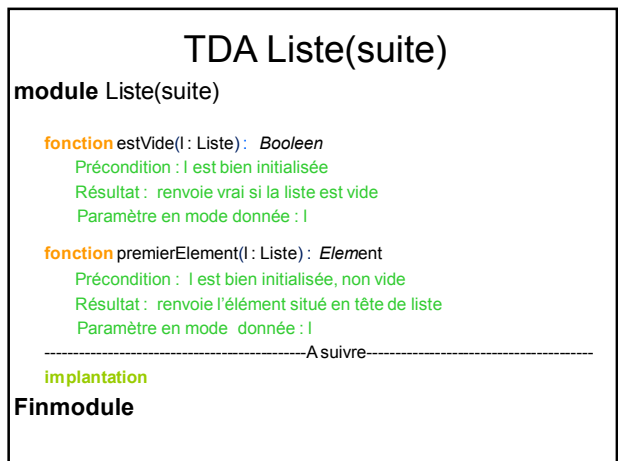 TDA Liste(suite)
module Liste(suite)
fonction estVide(l : Liste) : Booleen
Précondition : l est bien initialisée
Résultat : renvoie vrai si la liste est vide
Paramètre en mode donnée : l
fonction premierElement(l : Liste) : Element
Précondition : l est bien initialisée, non vide
Résultat : renvoie l'élément situé en tête de liste
Paramètre en mode donnée : l
----------------------------------------------A suivre----------------------------------------
implantation
Finmodule